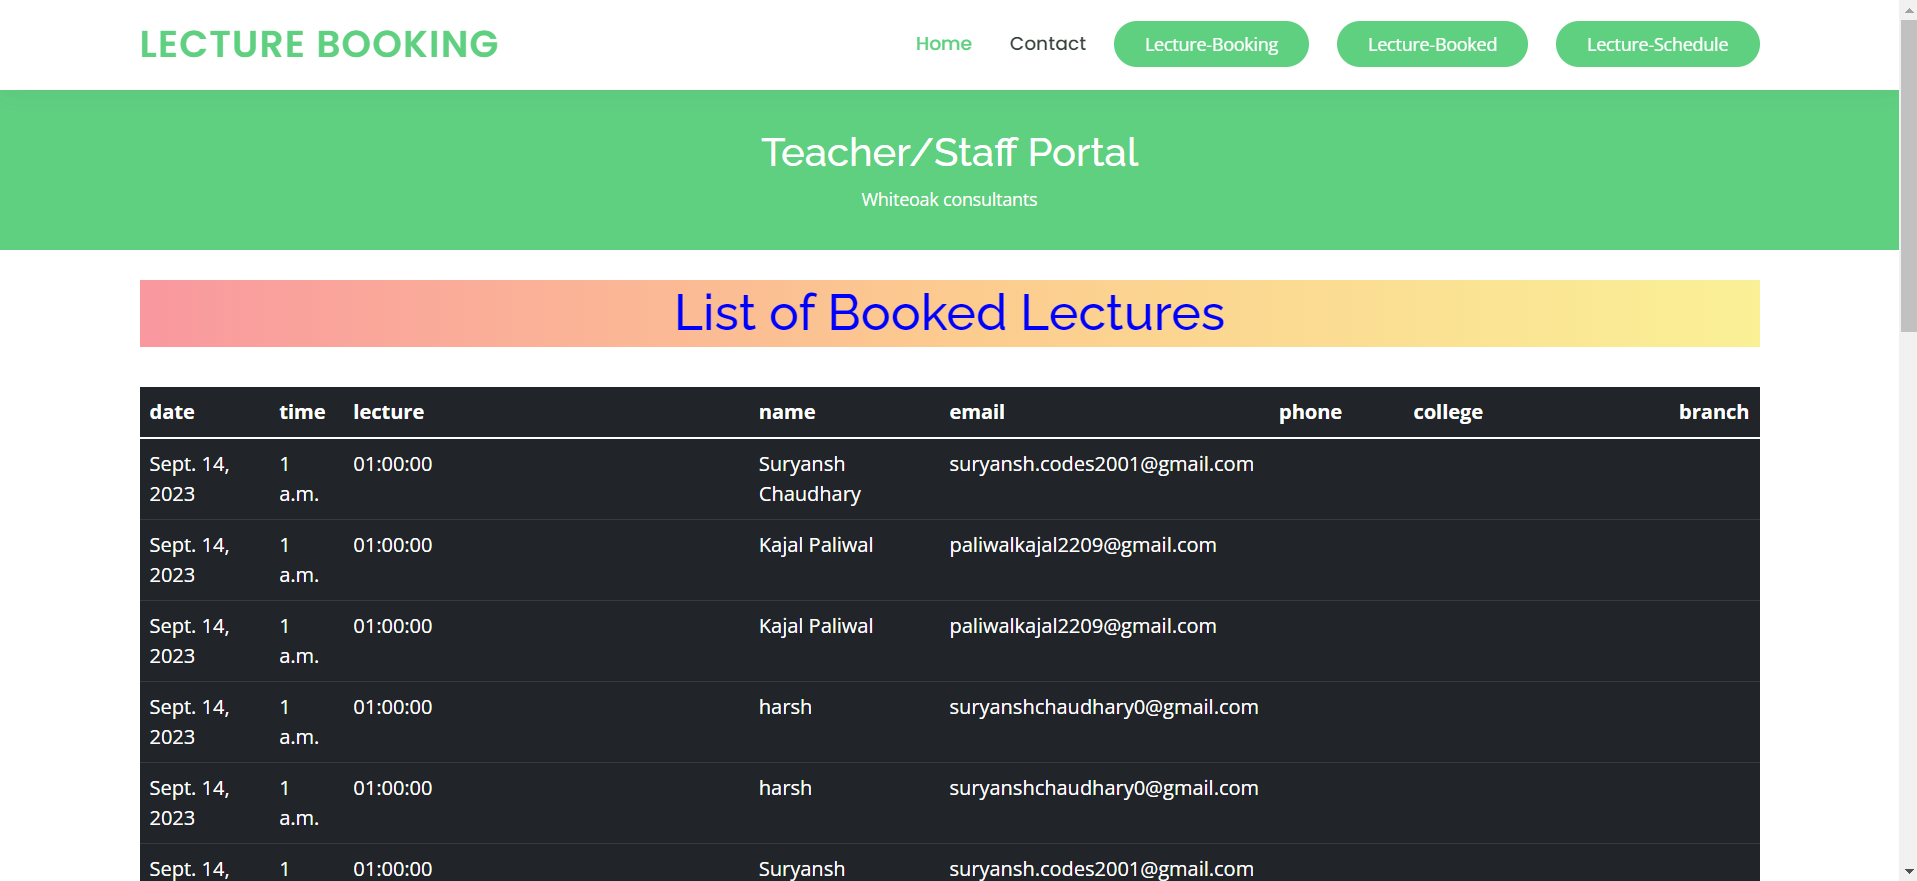 LECTURE BOOKING Home Contact Lecture-Booking Lecture-Booked Lecture-Schedule
Teacher/Staff Portal
Whiteoak consultants
List of Booked Lectures
date time lecture name email phone college branch
Sept. 14, 1 01:00:00 Suryansh suryansh.codes2001@gmail.com
2023 a.m. Chaudhary
Sept. 14, 1 01:00:00 Kajal Paliwal paliwalkajal2209@gmail.com
2023 a.m.
Sept. 14, 1 01:00:00 Kajal Paliwal paliwalkajal2209@gmail.com
2023 a.m.
Sept. 14, 1 01:00:00 harsh suryanshchaudhary0@gmail.com
2023 a.m.
Sept. 14, 1 01:00:00 harsh suryanshchaudhary0@gmail.com
2023 a.m.
Sept. 14, 1 01:00:00 Suryansh suryansh.codes2001@gmail.com